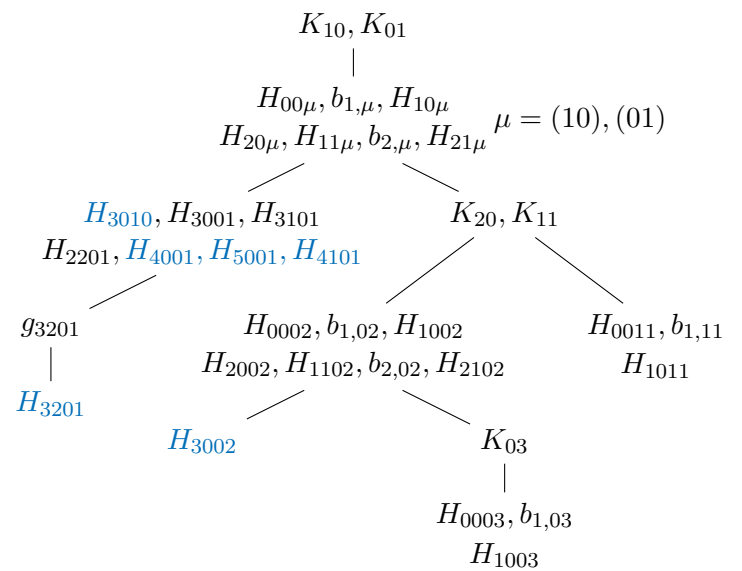 K_{10}, K_{01}
H_{00μ}, b_{1,μ}, H_{10μ}
H_{20μ}, H_{11μ}, b_{2,μ}, H_{21μ}
μ = (10), (01)
H_{3010}, H_{3001}, H_{3101}
H_{2201}, H_{4001}, H_{5001}, H_{4101}
K_{20}, K_{11}
g_{3201}
H_{0002}, b_{1,02}, H_{1002}
H_{2002}, H_{1102}, b_{2,02}, H_{2102}
H_{0011}, b_{1,11}
H_{1011}
H_{3201}
H_{3002}
K_{03}
H_{0003}, b_{1,03}
H_{1003}